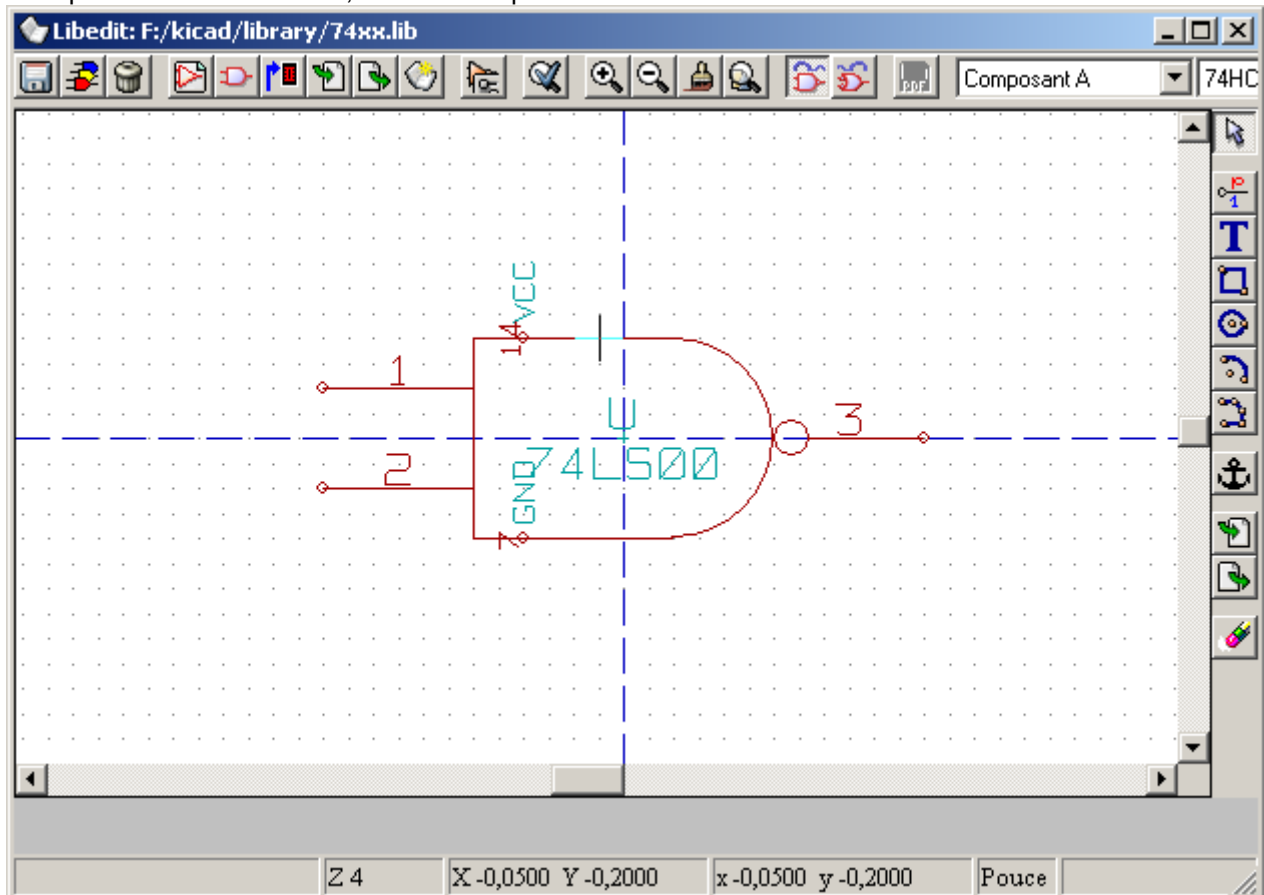 Libedit: F:/kicad/library/74xx.lib
Composant A 74HC
VCC
14
1
U
3
2
74LS00
GND
7
Z 4 X -0,0500 Y -0,2000 x -0,0500 y -0,2000 Pouce